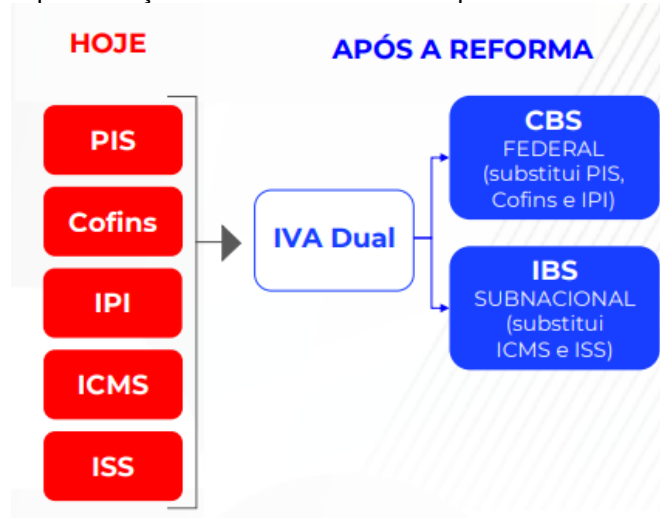 HOJE
APÓS A REFORMA
PIS
Cofins
IPI
ICMS
ISS
IVA Dual
CBS
FEDERAL
(substitui PIS,
Cofins e IPI)
IBS
SUBNACIONAL
(substitui
ICMS e ISS)